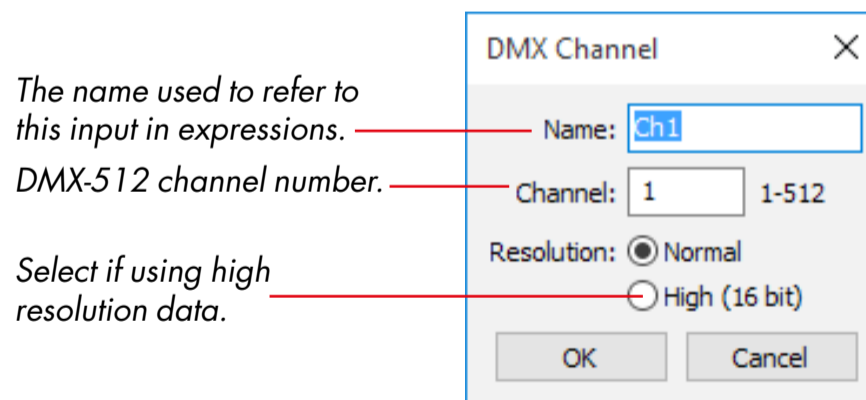 DMX Channel
The name used to refer to
this input in expressions.
Name: Ch1
DMX-512 channel number.
Channel: 1 1-512
Resolution: Normal
Select if using high
resolution data.
High (16 bit)
OK Cancel